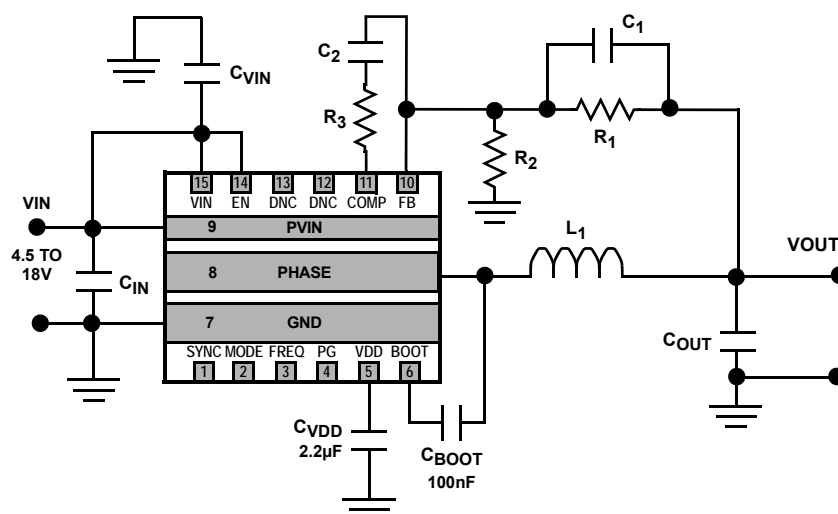 C1
C2
CVIN
R3
R1
R2
15 14 13 12 11 10
VIN EN DNC DNC COMP FB
VIN
9 PVIN
4.5 TO
18V
L1
VOUT
CIN
8 PHASE
7 GND
COUT
SYNC MODE FREQ PG VDD BOOT
1 2 3 4 5 6
CVDD
2.2µF
CBOOT
100nF